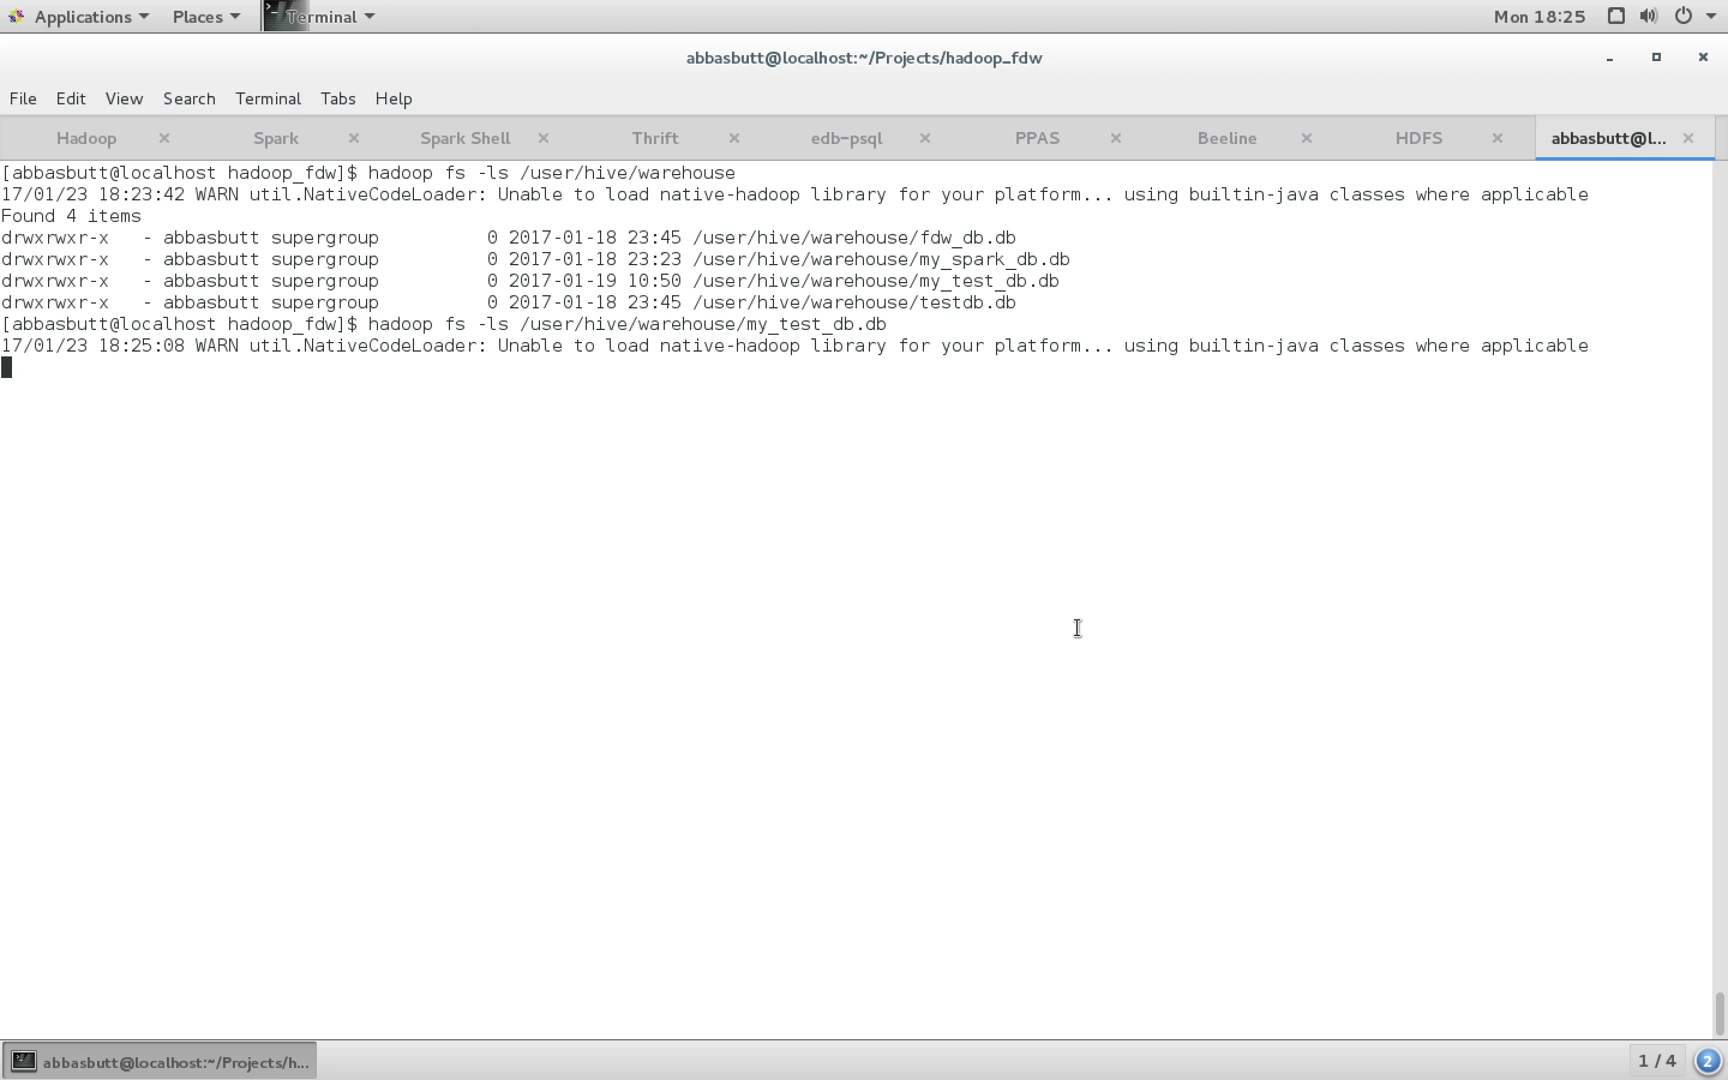 Applications Places Terminal Mon 18:25
abbasbutt@localhost:~/Projects/hadoop_fdw
File Edit View Search Terminal Tabs Help
Hadoop Spark Spark Shell Thrift edb-psql PPAS Beeline HDFS abbasbutt@l...
[abbasbutt@localhost hadoop_fdw]$ hadoop fs -ls /user/hive/warehouse
17/01/23 18:23:42 WARN util.NativeCodeLoader: Unable to load native-hadoop library for your platform... using builtin-java classes where applicable
Found 4 items
drwxrwxr-x   - abbasbutt supergroup          0 2017-01-18 23:45 /user/hive/warehouse/fdw_db.db
drwxrwxr-x   - abbasbutt supergroup          0 2017-01-18 23:23 /user/hive/warehouse/my_spark_db.db
drwxrwxr-x   - abbasbutt supergroup          0 2017-01-19 10:50 /user/hive/warehouse/my_test_db.db
drwxrwxr-x   - abbasbutt supergroup          0 2017-01-18 23:45 /user/hive/warehouse/testdb.db
[abbasbutt@localhost hadoop_fdw]$ hadoop fs -ls /user/hive/warehouse/my_test_db.db
17/01/23 18:25:08 WARN util.NativeCodeLoader: Unable to load native-hadoop library for your platform... using builtin-java classes where applicable
abbasbutt@localhost:~/Projects/h... 1 / 4 2